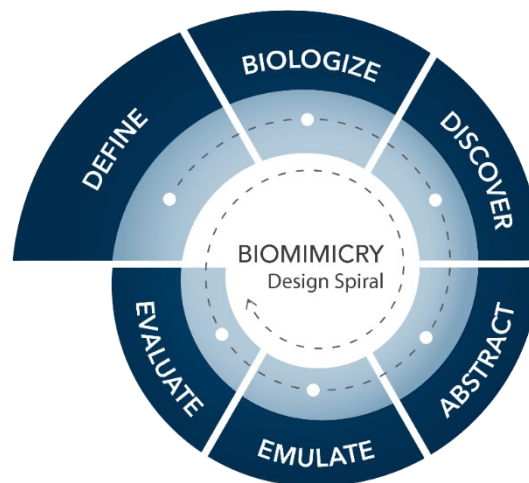 DEFINE
BIOLOGIZE
DISCOVER
ABSTRACT
EMULATE
EVALUATE
BIOMIMICRY
Design Spiral